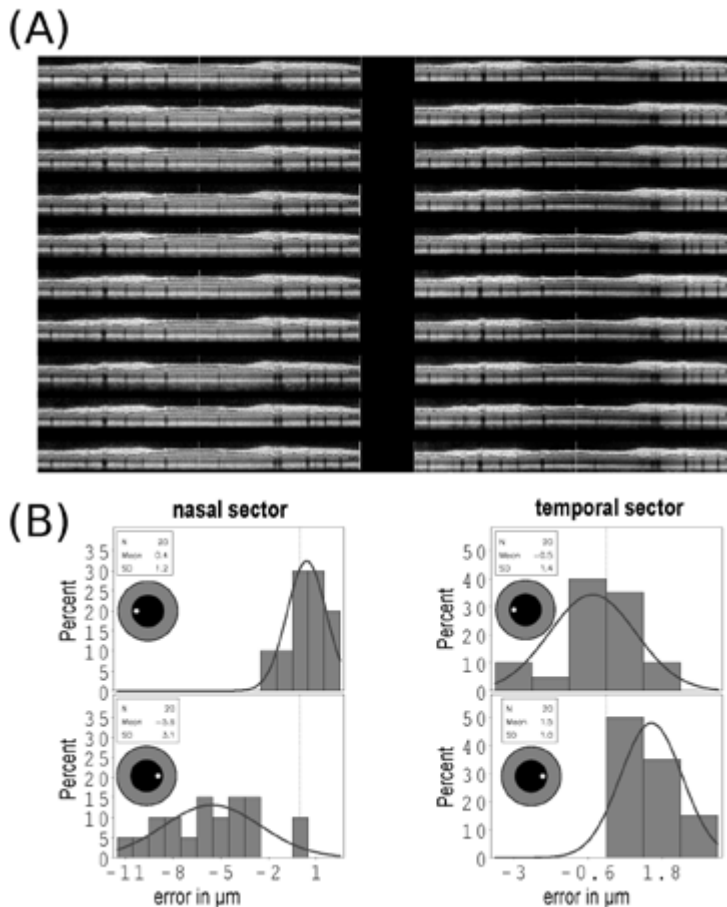 (A)
(B)
nasal sector
temporal sector
N 20
Mean 0.4
SD 1.2
Percent
35
30
25
20
15
10
5
0
N 20
Mean −0.5
SD 1.4
Percent
50
40
30
20
10
0
N 20
SD 3.1
Mean
Percent
35
30
25
20
15
10
5
0
−11 −8 −5 −2 1
error in µm
N 20
Mean 1.5
SD 1.0
Percent
50
40
30
20
10
0
−3 −0.6 1.8
error in µm